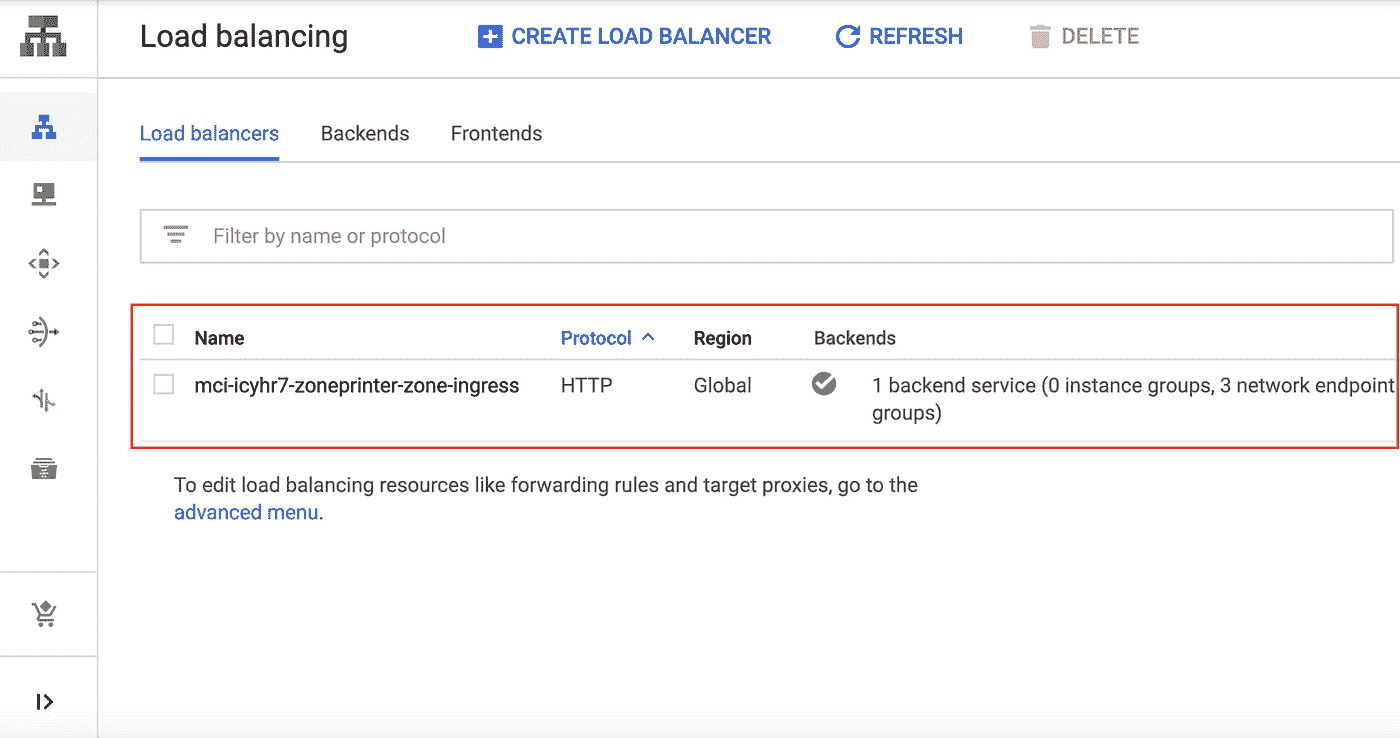 Load balancing
CREATE LOAD BALANCER
REFRESH
DELETE
Load balancers
Backends
Frontends
Filter by name or protocol
Name
Protocol
Region
Backends
mci-icyhr7-zoneprinter-zone-ingress
HTTP
Global
1 backend service (0 instance groups, 3 network endpoint
groups)
To edit load balancing resources like forwarding rules and target proxies, go to the
advanced menu.